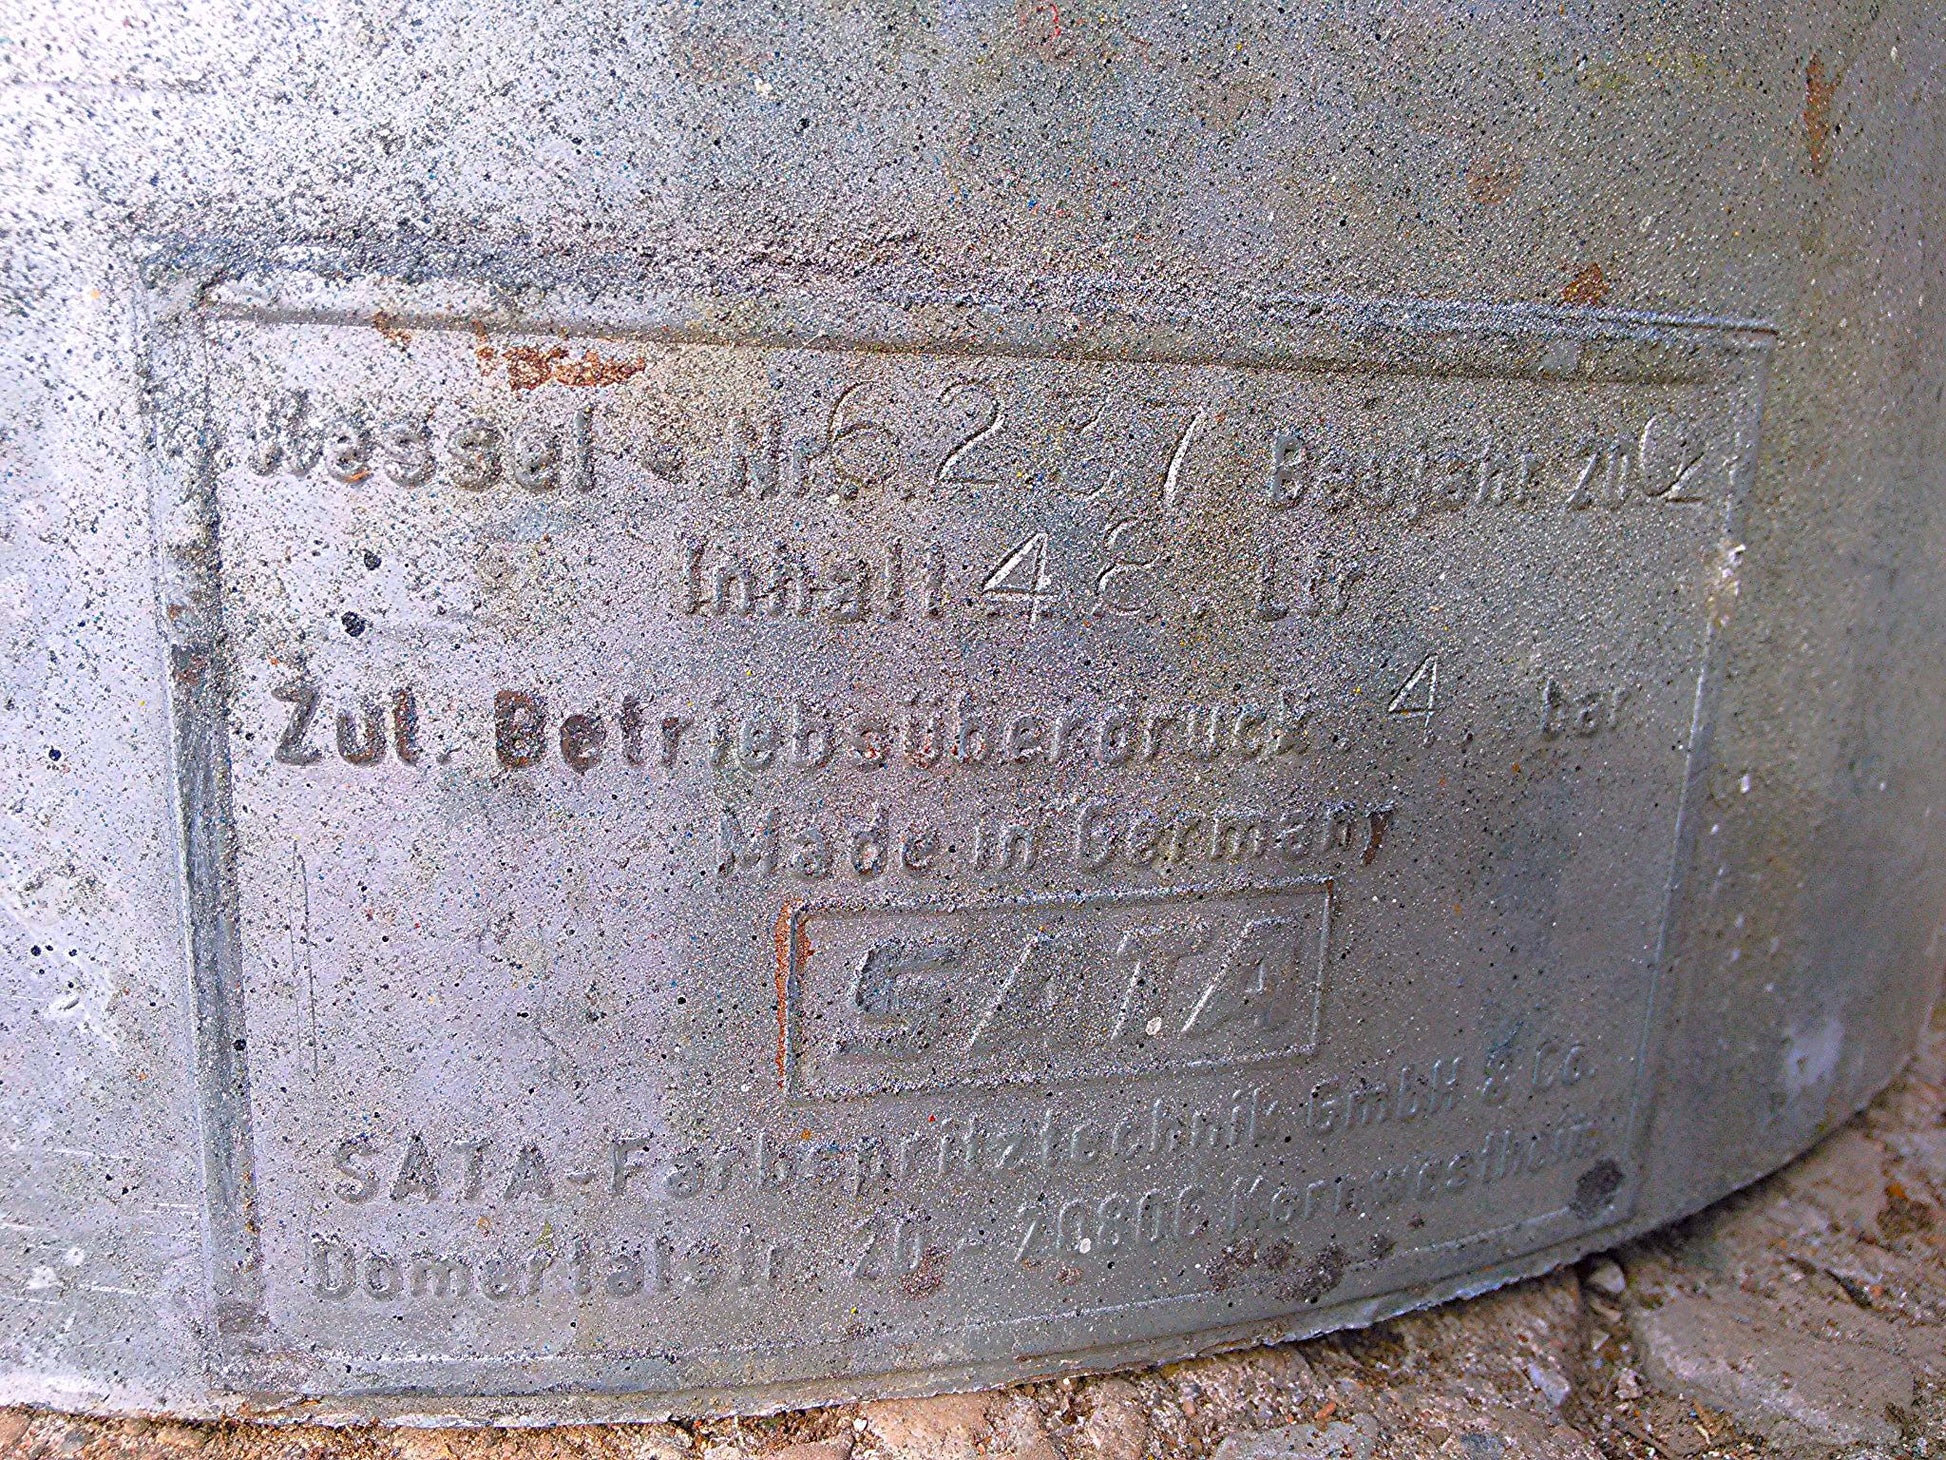 Kessel - Nr. 6237 Baujahr 2002
Inhalt 48. Ltr
Zul. Betriebsüberdruck 4. bar
Made in Germany
SATA
SATA-Farbspritztechnik GmbH & Co.
Domertalstr. 20 - 70806 Kornwestheim